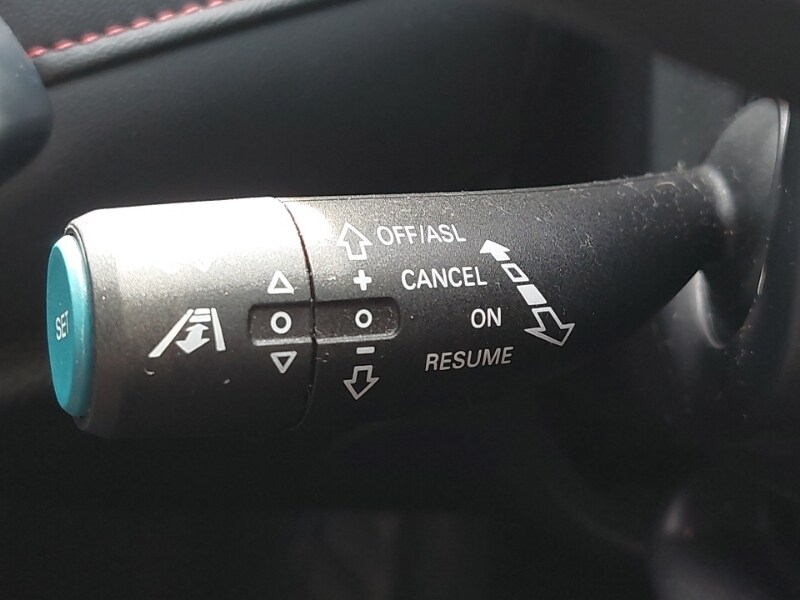 OFF/ASL
+ CANCEL
SET
ON
- RESUME